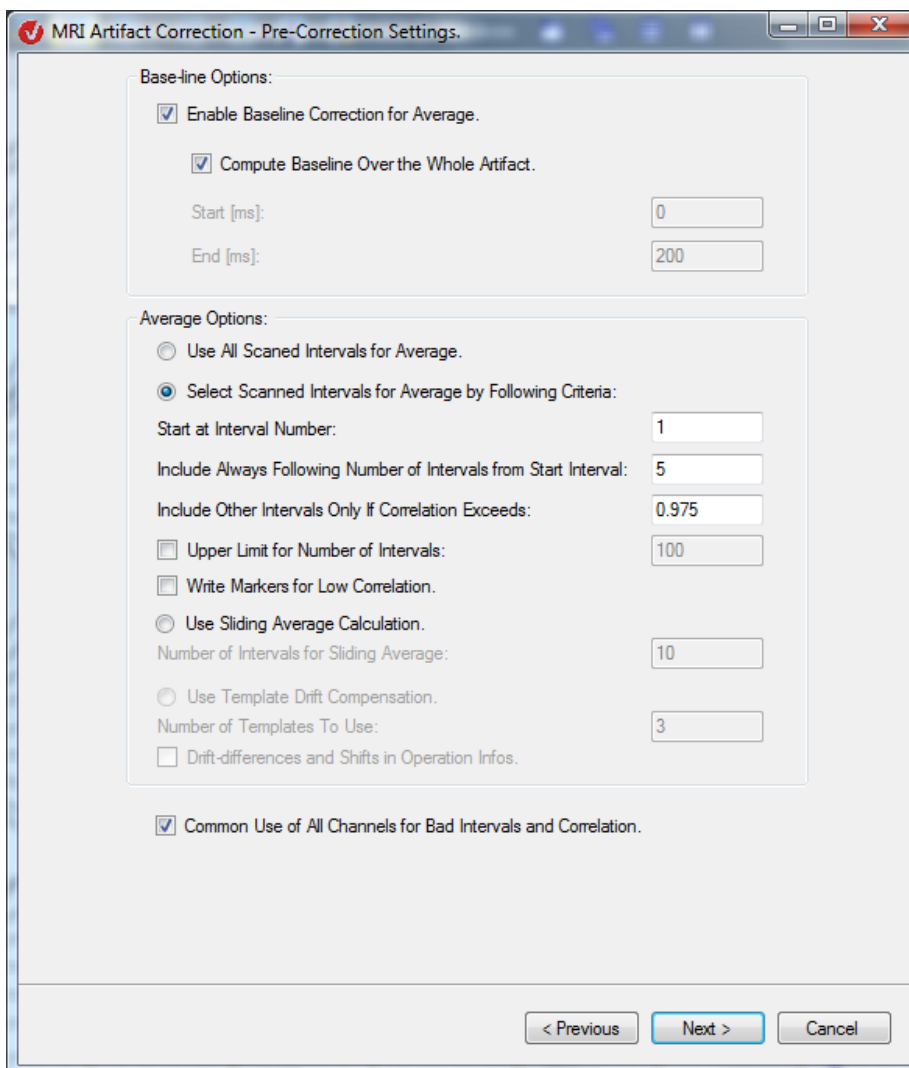 MRI Artifact Correction - Pre-Correction Settings.
Base-line Options:
Enable Baseline Correction for Average.
Compute Baseline Over the Whole Artifact.
Start [ms]: 0
End [ms]: 200
Average Options:
Use All Scaned Intervals for Average.
Select Scanned Intervals for Average by Following Criteria:
Start at Interval Number: 1
Include Always Following Number of Intervals from Start Interval: 5
Include Other Intervals Only If Correlation Exceeds: 0.975
Upper Limit for Number of Intervals: 100
Write Markers for Low Correlation.
Use Sliding Average Calculation.
Number of Intervals for Sliding Average: 10
Use Template Drift Compensation.
Number of Templates To Use: 3
Drift-differences and Shifts in Operation Infos.
Common Use of All Channels for Bad Intervals and Correlation.
< Previous Next > Cancel